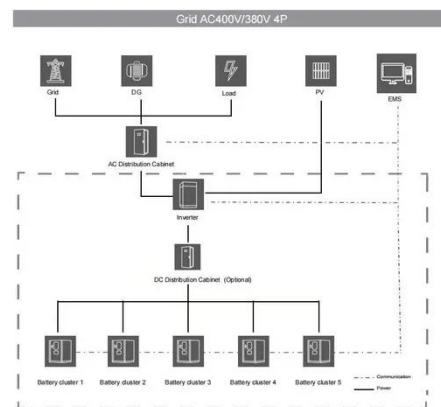 Grid AC400V/380V 4P
Grid
DG
Load
PV
EMS
AC Distribution Cabinet
Inverter
DC Distribution Cabinet (Optional)
Battery cluster 1
Battery cluster 2
Battery cluster 3
Battery cluster 4
Battery cluster 5
Communication
Power